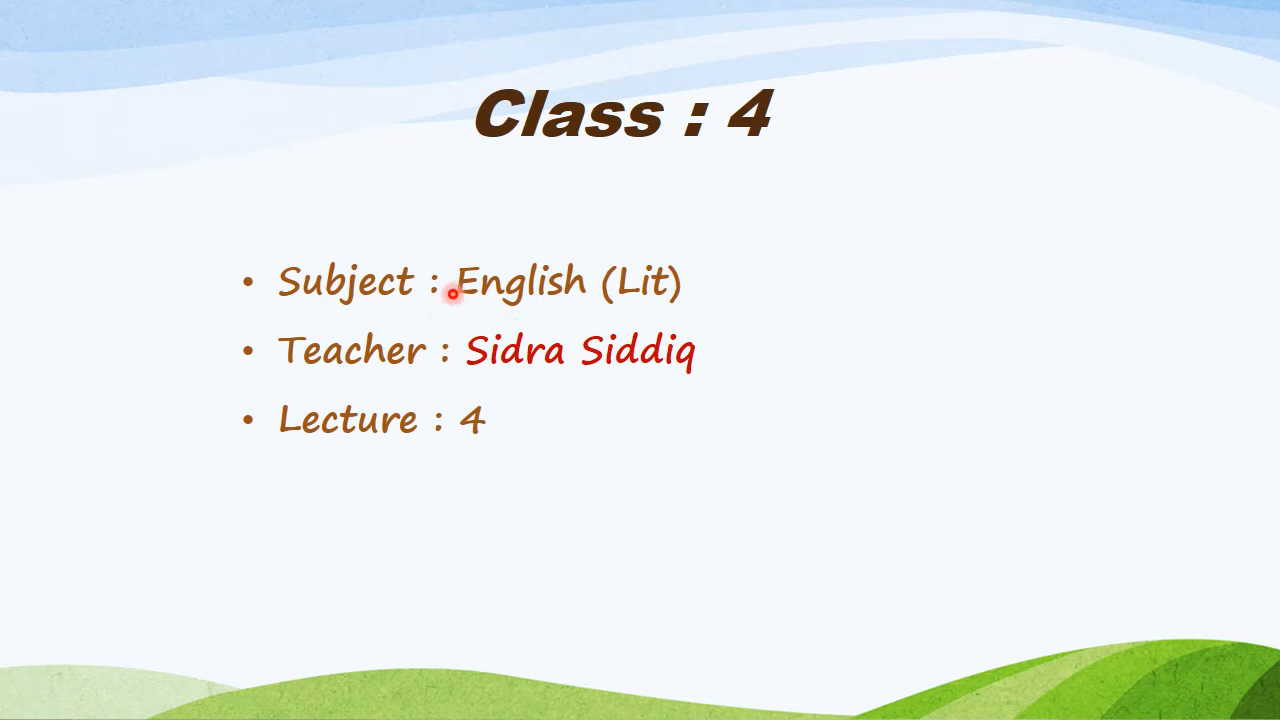 Class : 4
• Subject : English (Lit)
• Teacher : Sidra Siddiq
• Lecture : 4